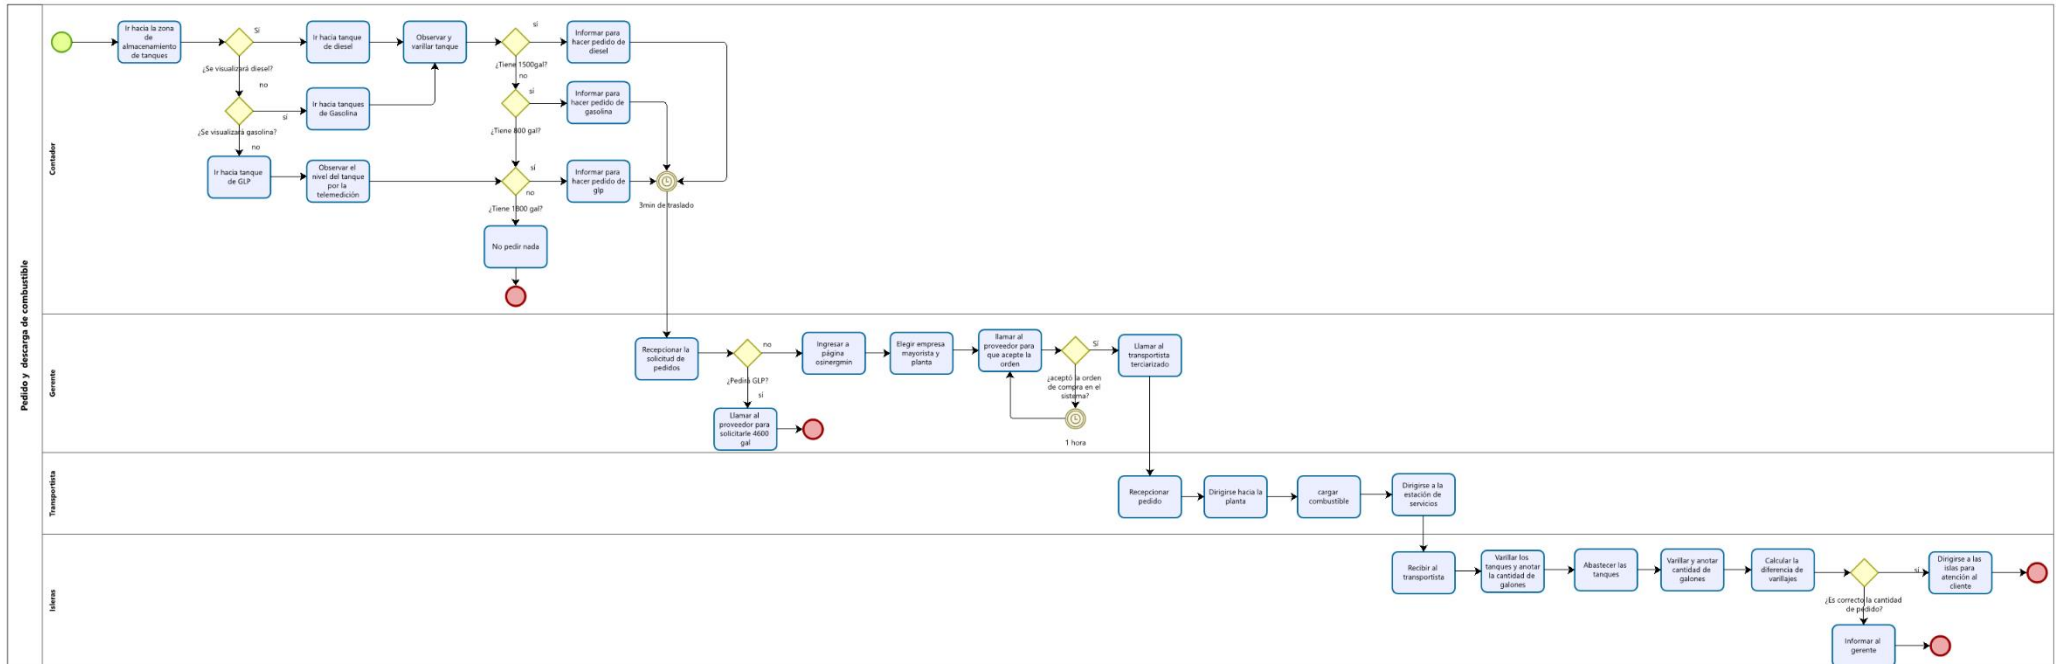 Pedido y descarga de combustible
Contador
Ir hacia la zona
de
almacenamiento
de tanques
Sí
¿Se visualizará diesel?
no
Ir hacia tanque
de diesel
Observar y
varillar tanque
sí
¿Tiene 1500gal?
no
Informar para
hacer pedido de
diesel
sí
¿Se visualizará gasolina?
no
Ir hacia tanques
de Gasolina
sí
¿Tiene 800 gal?
Informar para
hacer pedido de
gasolina
Ir hacia tanque
de GLP
Observar el
nivel del tanque
por la
telemedición
sí
no
¿Tiene 1800 gal?
Informar para
hacer pedido de
glp
3min de traslado
No pedir nada
Gerente
Recepcionar la
solicitud de
pedidos
no
¿Pedirá GLP?
sí
Llamar al
proveedor para
solicitarle 4600
gal
Ingresar a
página
osinergmin
Elegir empresa
mayorista y
planta
llamar al
proveedor para
que acepte la
orden
Sí
¿aceptó la orden
de compra en el
sistema?
1 hora
Llamar al
transportista
terciarizado
Transportista
Recepcionar
pedido
Dirigirse hacia la
planta
cargar
combustible
Dirigirse a la
estación de
servicios
Isleras
Recibir al
transportista
Varillar los
tanques y anotar
la cantidad de
galones
Abastecer las
tanques
Varillar y anotar
cantidad de
galones
Calcular la
diferencia de
varillajes
sí
¿Es correcto la cantidad
de pedido?
Dirigirse a las
islas para
atención al
cliente
Informar al
gerente